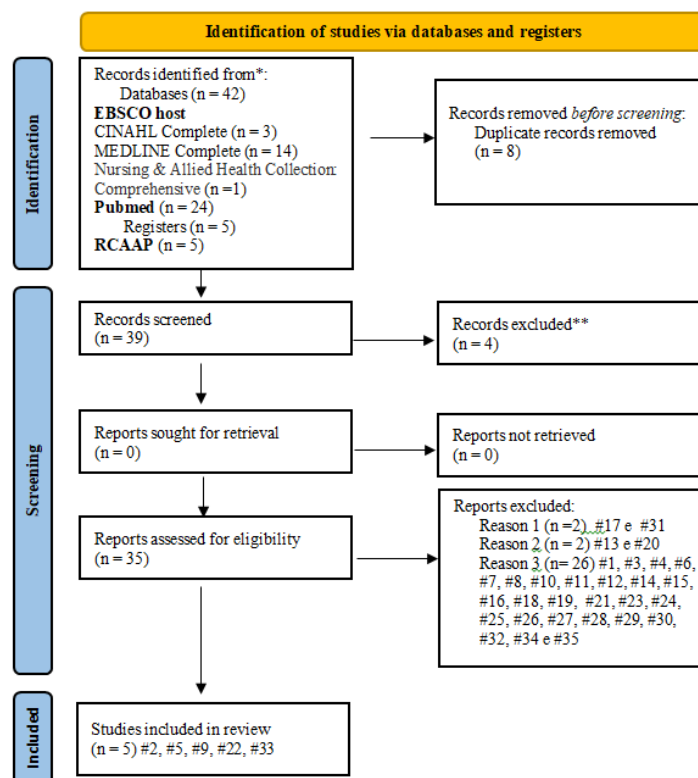 Identification of studies via databases and registers
Identification
Records identified from*:
Databases (n = 42)
EBSCO host
CINAHL Complete (n = 3)
MEDLINE Complete (n = 14)
Nursing & Allied Health Collection:
Comprehensive (n =1)
Pubmed (n = 24)
Registers (n = 5)
RCAAP (n = 5)
Records removed before screening:
Duplicate records removed
(n = 8)
Screening
Records screened
(n = 39)
Records excluded**
(n = 4)
Reports sought for retrieval
(n = 0)
Reports not retrieved
(n = 0)
Reports assessed for eligibility
(n = 35)
Reports excluded:
Reason 1 (n =2) #17 e #31
Reason 2 (n = 2) #13 e #20
Reason 3 (n= 26) #1, #3, #4, #6,
#7, #8, #10, #11, #12, #14, #15,
#16, #18, #19, #21, #23, #24,
#25, #26, #27, #28, #29, #30,
#32, #34 e #35
Included
Studies included in review
(n = 5) #2, #5, #9, #22, #33